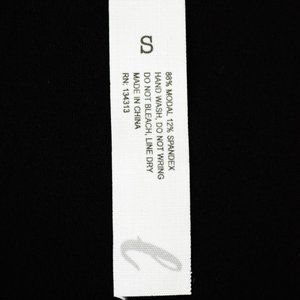 S
88% MODAL 12% SPANDEX
HAND WASH, DO NOT WRING
DO NOT BLEACH, LINE DRY
MADE IN CHINA
RN: 134313